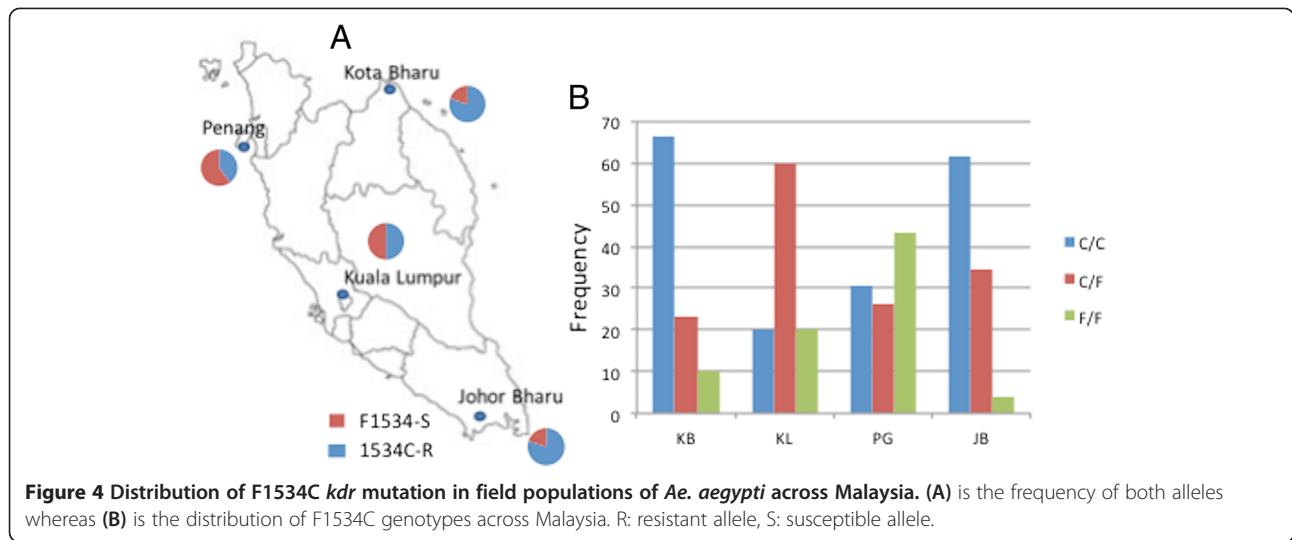 A
Kota Bharu
Penang
Kuala Lumpur
Johor Bharu
F1534-S
1534C-R
B
Frequency
70
60
50
40
30
20
10
0
KB KL PG JB
C/C
C/F
F/F
Figure 4 Distribution of F1534C kdr mutation in field populations of Ae. aegypti across Malaysia. (A) is the frequency of both alleles
whereas (B) is the distribution of F1534C genotypes across Malaysia. R: resistant allele, S: susceptible allele.